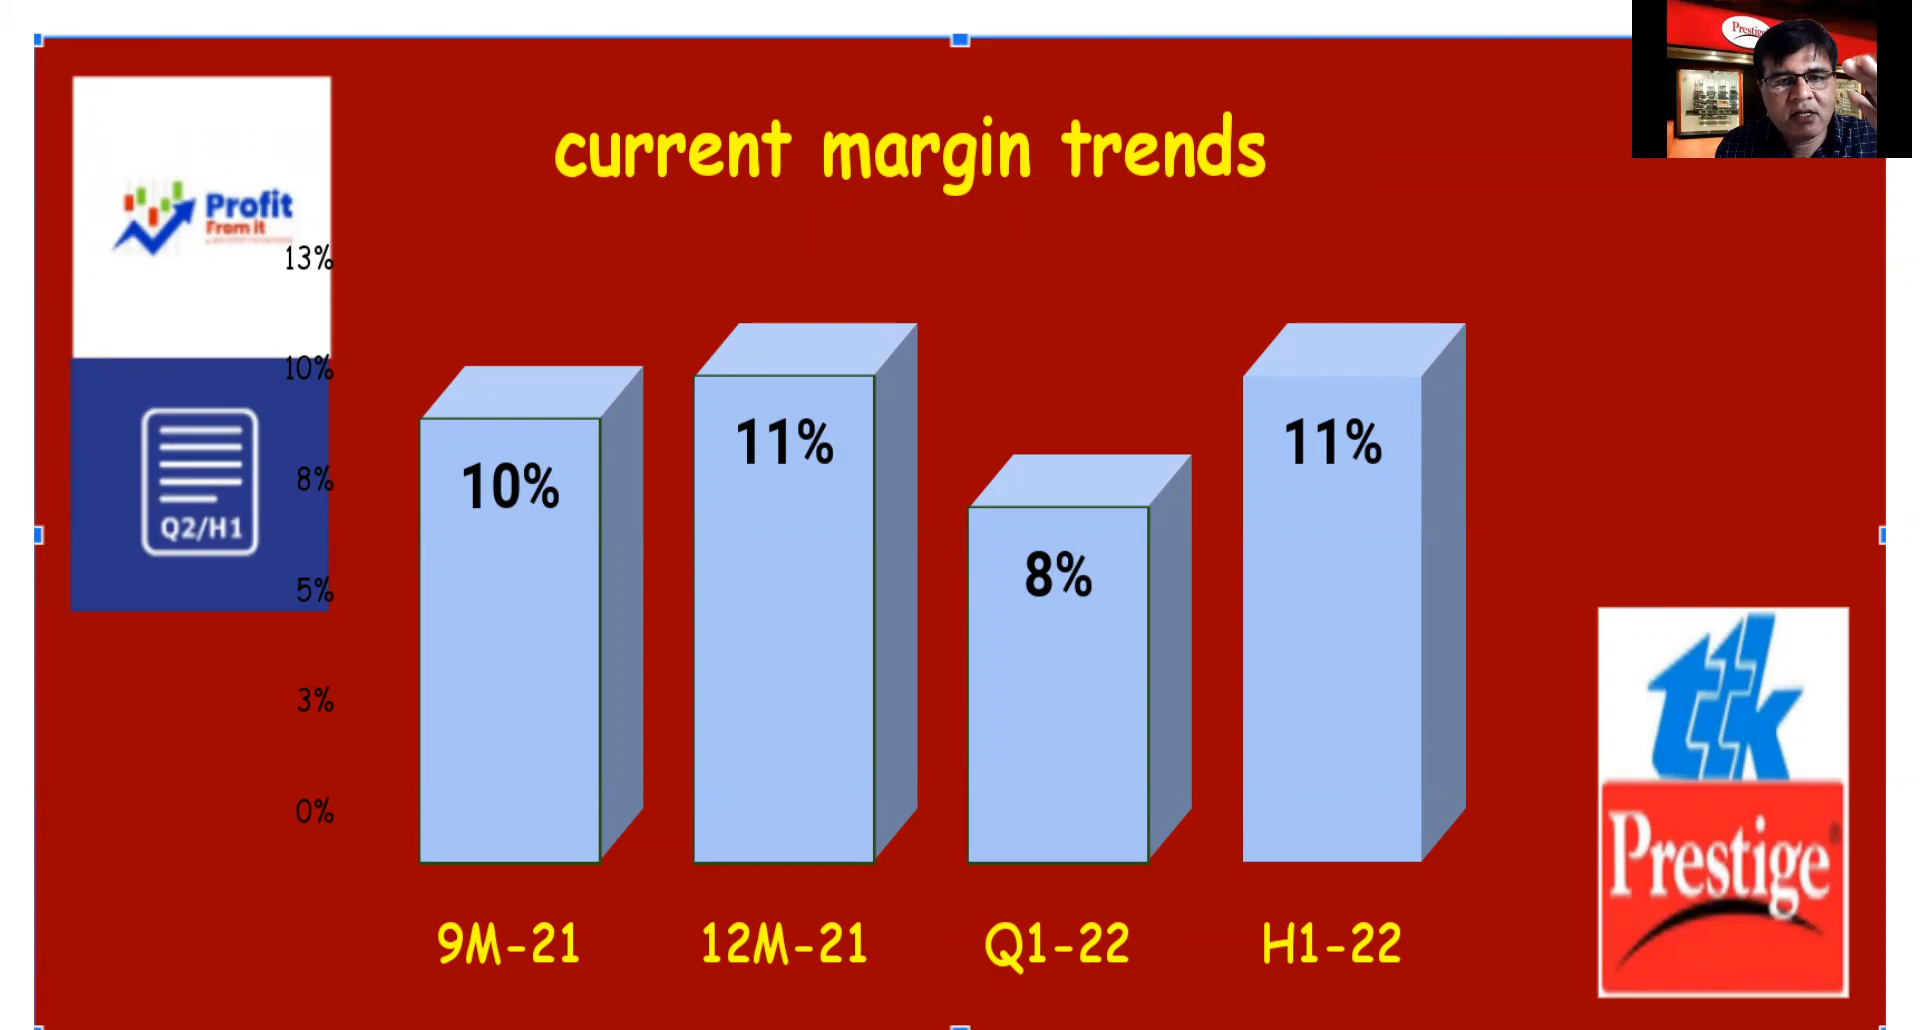 Prestige
current margin trends
Profit
From it
13%
10%
8%
5%
3%
0%
Q2/H1
10%
11%
8%
11%
9M-21
12M-21
Q1-22
H1-22
ttk
Prestige